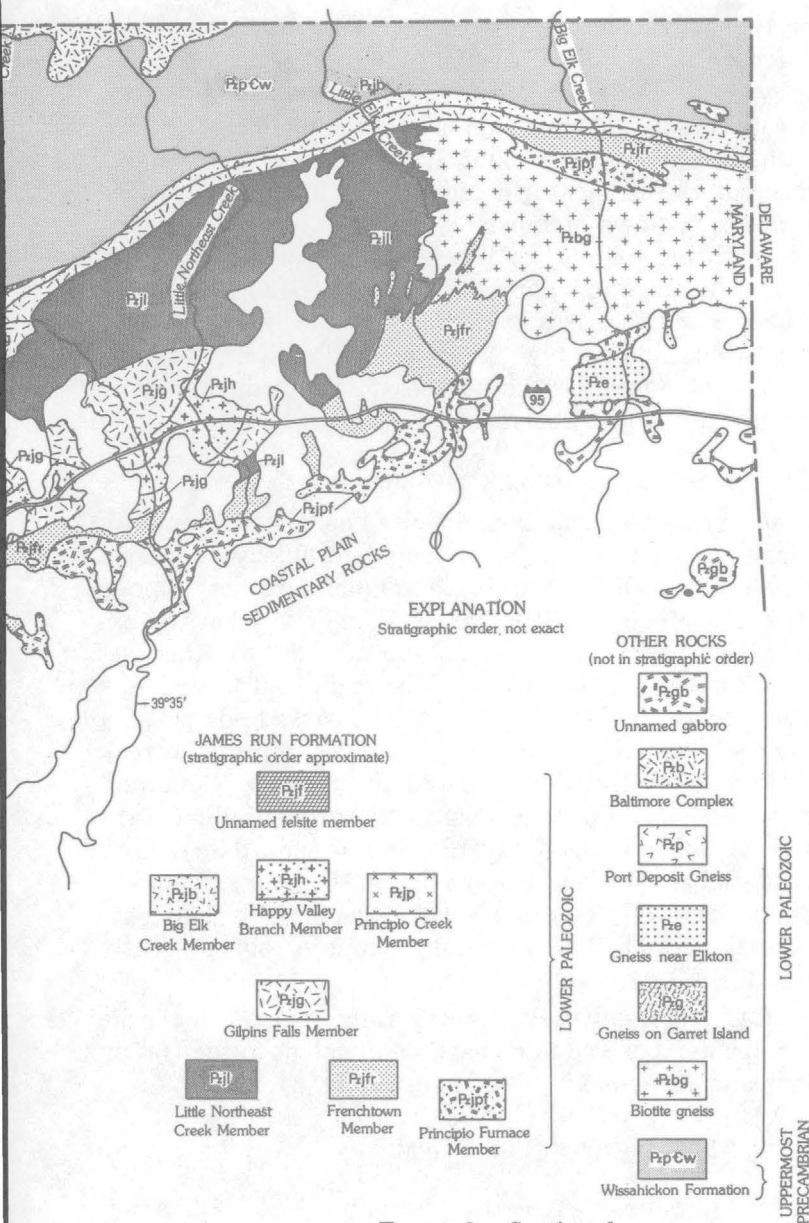 Creek
PzpЄw
Pzjb
Little Elk Creek
Big Elk Creek
Pzjfr
Pzjpf
DELAWARE
MARYLAND
Little Northeast Creek
Pzjl
Pzbg
Pzjl
Pzjfr
Pzjg
Pzjh
Pze
95
Pzjg
Pzjl
Pzjg
Pzjpf
Pzjfr
COASTAL PLAIN
SEDIMENTARY ROCKS
Pzgb
39°35'
EXPLANATION
Stratigraphic order, not exact
JAMES RUN FORMATION
(stratigraphic order approximate)
Pzjf
Unnamed felsite member
Pzjb
Big Elk
Creek Member
Pzjh
Happy Valley
Branch Member
Pzjp
Principio Creek
Member
Pzjg
Gilpins Falls Member
Pzjl
Little Northeast
Creek Member
Pzjfr
Frenchtown
Member
Pzjpf
Principio Furnace
Member
LOWER PALEOZOIC
OTHER ROCKS
(not in stratigraphic order)
Pzgb
Unnamed gabbro
Pzb
Baltimore Complex
Pzp
Port Deposit Gneiss
Pze
Gneiss near Elkton
Pzg
Gneiss on Garret Island
Pzbg
Biotite gneiss
PzpЄw
Wissahickon Formation
LOWER PALEOZOIC
UPPERMOST
PRECAMBRIAN